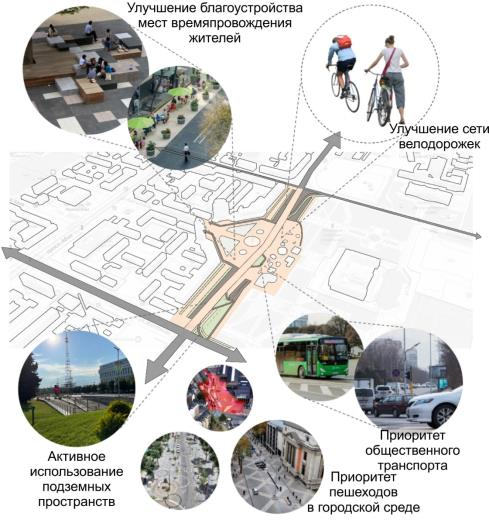 Улучшение благоустройства
мест времяпровождения
жителей
Улучшение сети
велодорожек
Активное
использование
подземных
пространств
Приоритет
общественного
транспорта
Приоритет
пешеходов
в городской среде